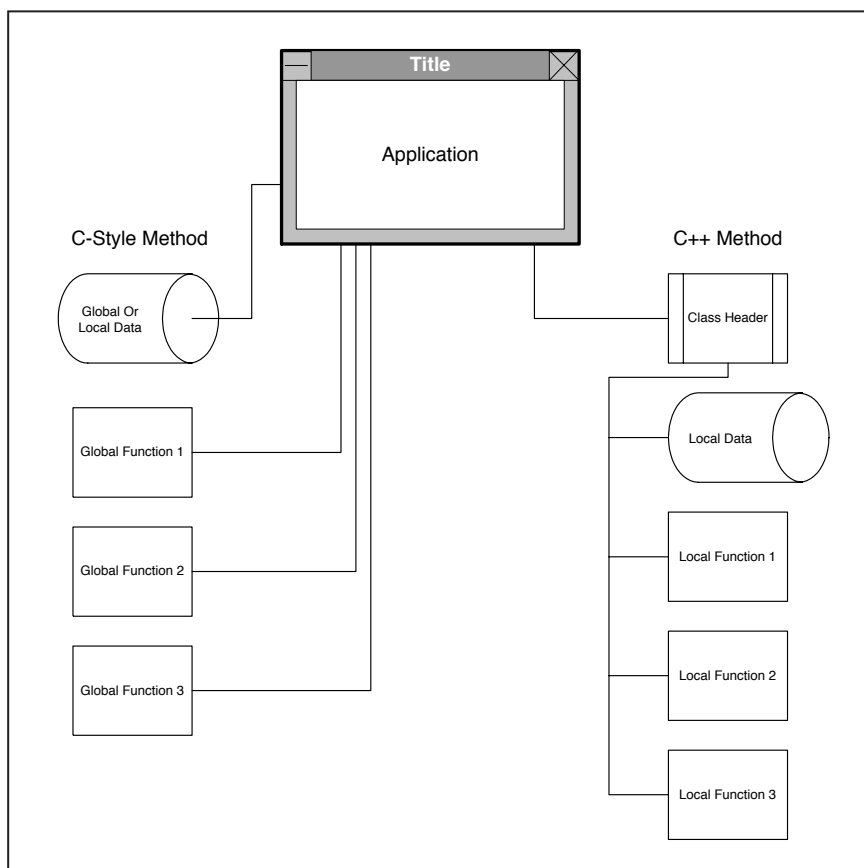 Title
Application
C-Style Method
Global Or
Local Data
Global Function 1
Global Function 2
Global Function 3
C++ Method
Class Header
Local Data
Local Function 1
Local Function 2
Local Function 3